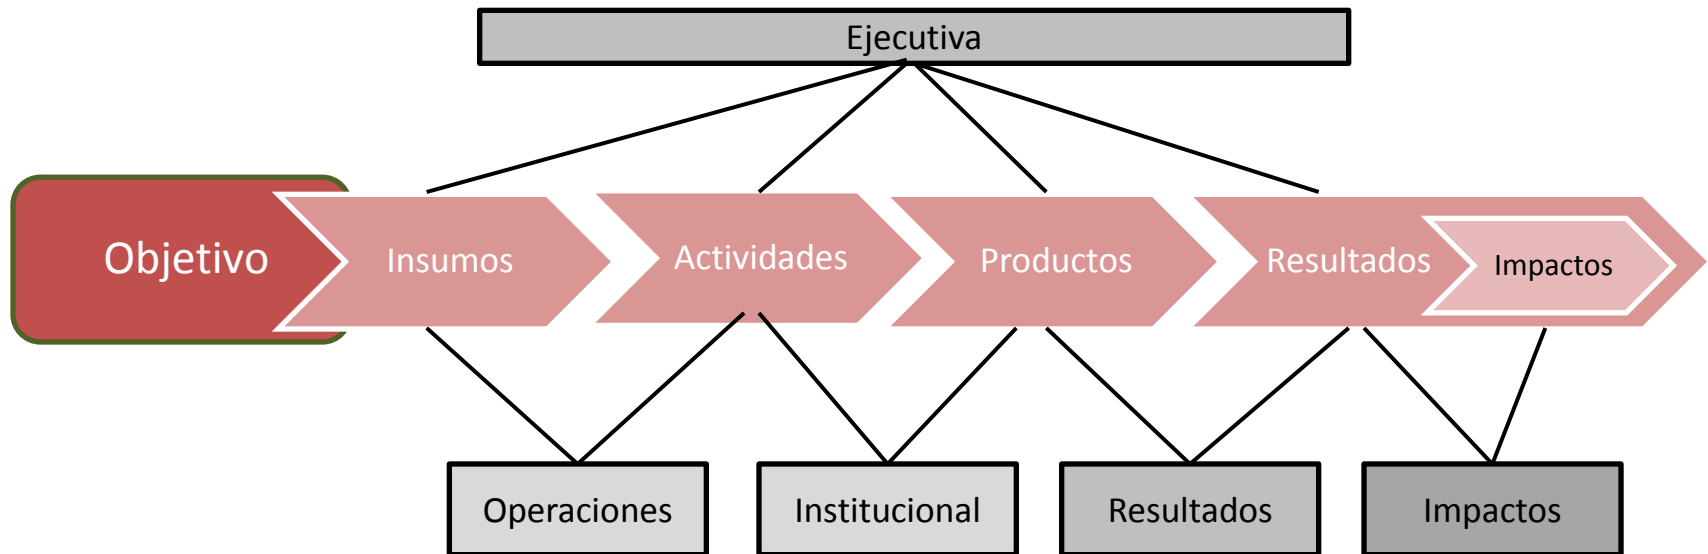 Ejecutiva
Objetivo
Insumos
Actividades
Productos
Resultados
Impactos
Operaciones
Institucional
Resultados
Impactos